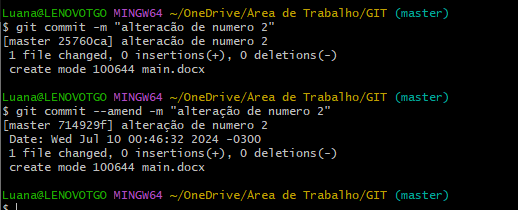 Luana@LENOVOTGO MINGW64 ~/OneDrive/Área de Trabalho/GIT (master)
$ git commit -m "alteracão de numero 2"
[master 25760ca] alteracão de numero 2
 1 file changed, 0 insertions(+), 0 deletions(-)
 create mode 100644 main.docx
Luana@LENOVOTGO MINGW64 ~/OneDrive/Área de Trabalho/GIT (master)
$ git commit --amend -m "alteração de numero 2"
[master 714929f] alteração de numero 2
 Date: Wed Jul 10 00:46:32 2024 -0300
 1 file changed, 0 insertions(+), 0 deletions(-)
 create mode 100644 main.docx
Luana@LENOVOTGO MINGW64 ~/OneDrive/Área de Trabalho/GIT (master)
$